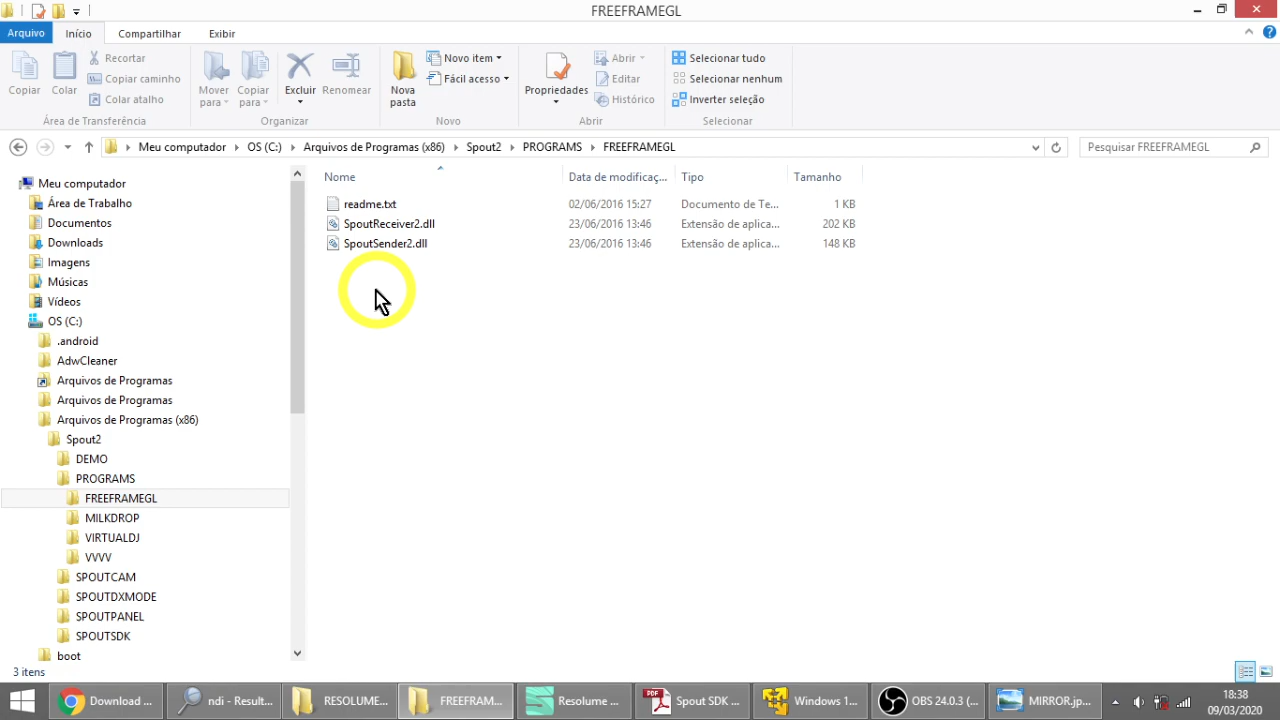 FREEFRAMEGL
Arquivo Início Compartilhar Exibir
Copiar Colar Recortar Copiar caminho Colar atalho
Área de Transferência
Mover para Copiar para Excluir Renomear
Organizar
Nova pasta Novo item Fácil acesso
Novo
Propriedades Abrir Editar Histórico
Abrir
Selecionar tudo
Selecionar nenhum
Inverter seleção
Selecionar
Meu computador OS (C:) Arquivos de Programas (x86) Spout2 PROGRAMS FREEFRAMEGL Pesquisar FREEFRAMEGL
Meu computador
Área de Trabalho
Documentos
Downloads
Imagens
Músicas
Vídeos
OS (C:)
.android
AdwCleaner
Arquivos de Programas
Arquivos de Programas
Arquivos de Programas (x86)
Spout2
DEMO
PROGRAMS
FREEFRAMEGL
MILKDROP
VIRTUALDJ
VVVV
SPOUTCAM
SPOUTDXMODE
SPOUTPANEL
SPOUTSDK
boot
Nome Data de modificaç... Tipo Tamanho
readme.txt 02/06/2016 15:27 Documento de Te... 1 KB
SpoutReceiver2.dll 23/06/2016 13:46 Extensão de aplica... 202 KB
SpoutSender2.dll 23/06/2016 13:46 Extensão de aplica... 148 KB
3 itens
Download ... ndi - Result... RESOLUME... FREEFRAM... Resolume ... PDF Spout SDK ... Windows 1... OBS 24.0.3 (... MIRROR.jp... 18:38
09/03/2020